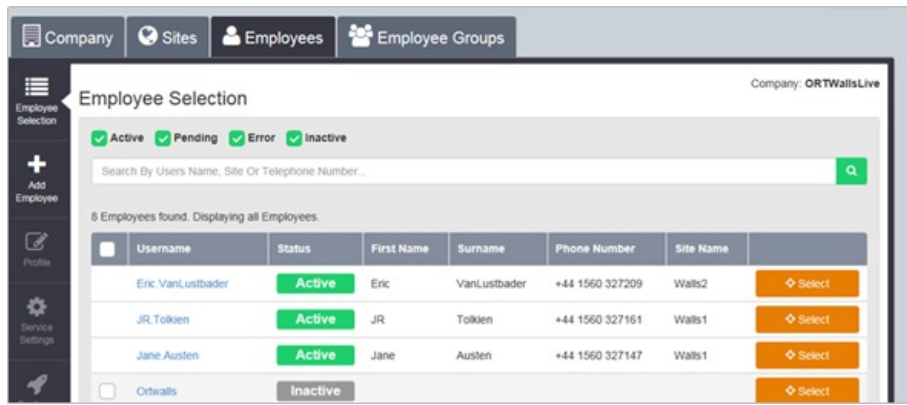 Company Sites Employees Employee Groups
Company: ORTWallsLive
Employee Selection
Employee Selection
Active Pending Error Inactive
Search By Users Name, Site Or Telephone Number...
Add Employee
8 Employees found. Displaying all Employees.
Username Status First Name Surname Phone Number Site Name
Profile
Eric.VanLustbader Active Eric VanLustbader +44 1560 327209 Walls2 Select
Service Settings
JR.Tolkien Active JR Tolkien +44 1560 327161 Walls1 Select
Jane.Austen Active Jane Austen +44 1560 327147 Walls1 Select
Ortwalls Inactive Select